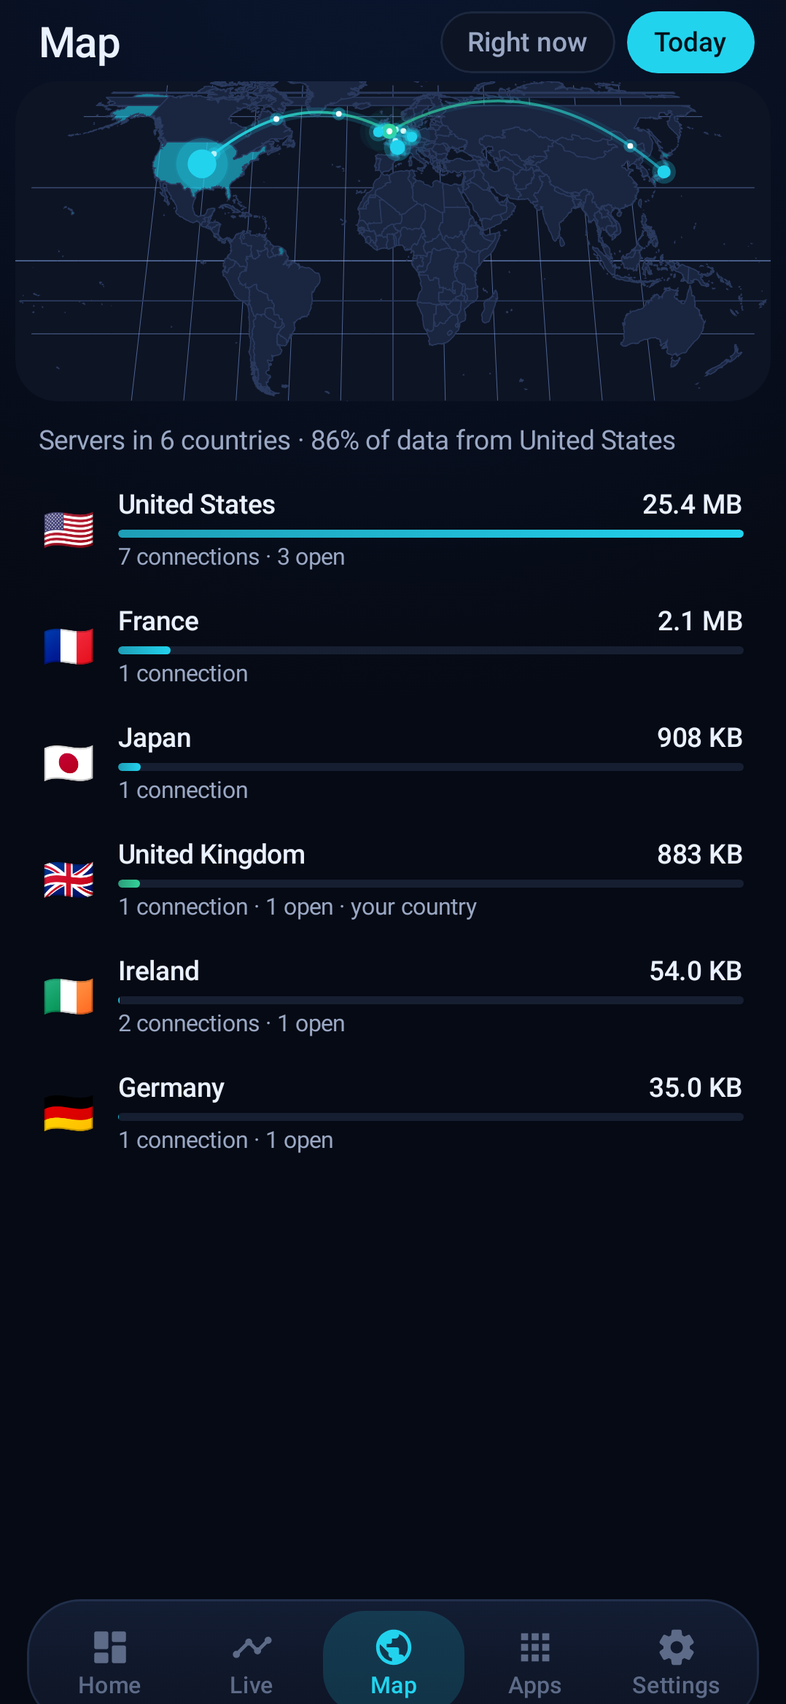 Map
Right now
Today
Servers in 6 countries · 86% of data from United States
United States
25.4 MB
7 connections · 3 open
France
2.1 MB
1 connection
Japan
908 KB
1 connection
United Kingdom
883 KB
1 connection · 1 open · your country
Ireland
54.0 KB
2 connections · 1 open
Germany
35.0 KB
1 connection · 1 open
Home
Live
Map
Apps
Settings